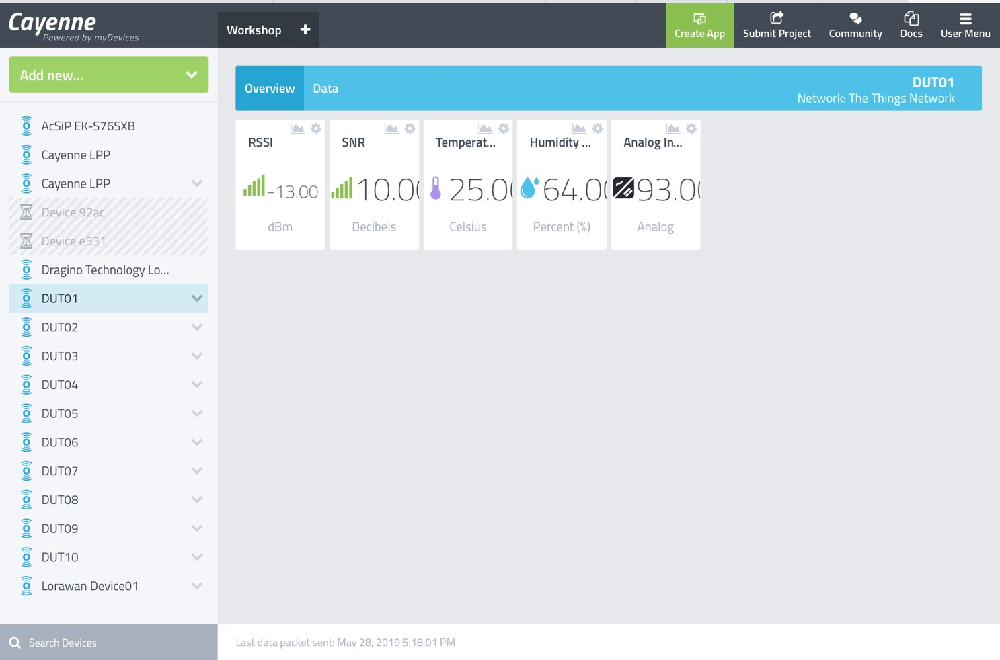 Cayenne
Powered by myDevices
Workshop
Create App
Submit Project
Community
Docs
User Menu
Add new...
AcSiP EK-S76SXB
Cayenne LPP
Cayenne LPP
Device 92ac
Device e531
Dragino Technology Lo...
DUT01
DUT02
DUT03
DUT04
DUT05
DUT06
DUT07
DUT08
DUT09
DUT10
Lorawan Device01
Search Devices
Overview
Data
DUT01
Network: The Things Network
RSSI
-13.00
dBm
SNR
10.0
Decibels
Temperat...
25.0
Celsius
Humidity ...
64.0
Percent (%)
Analog In...
93.0
Analog
Last data packet sent: May 28, 2019 5:18:01 PM